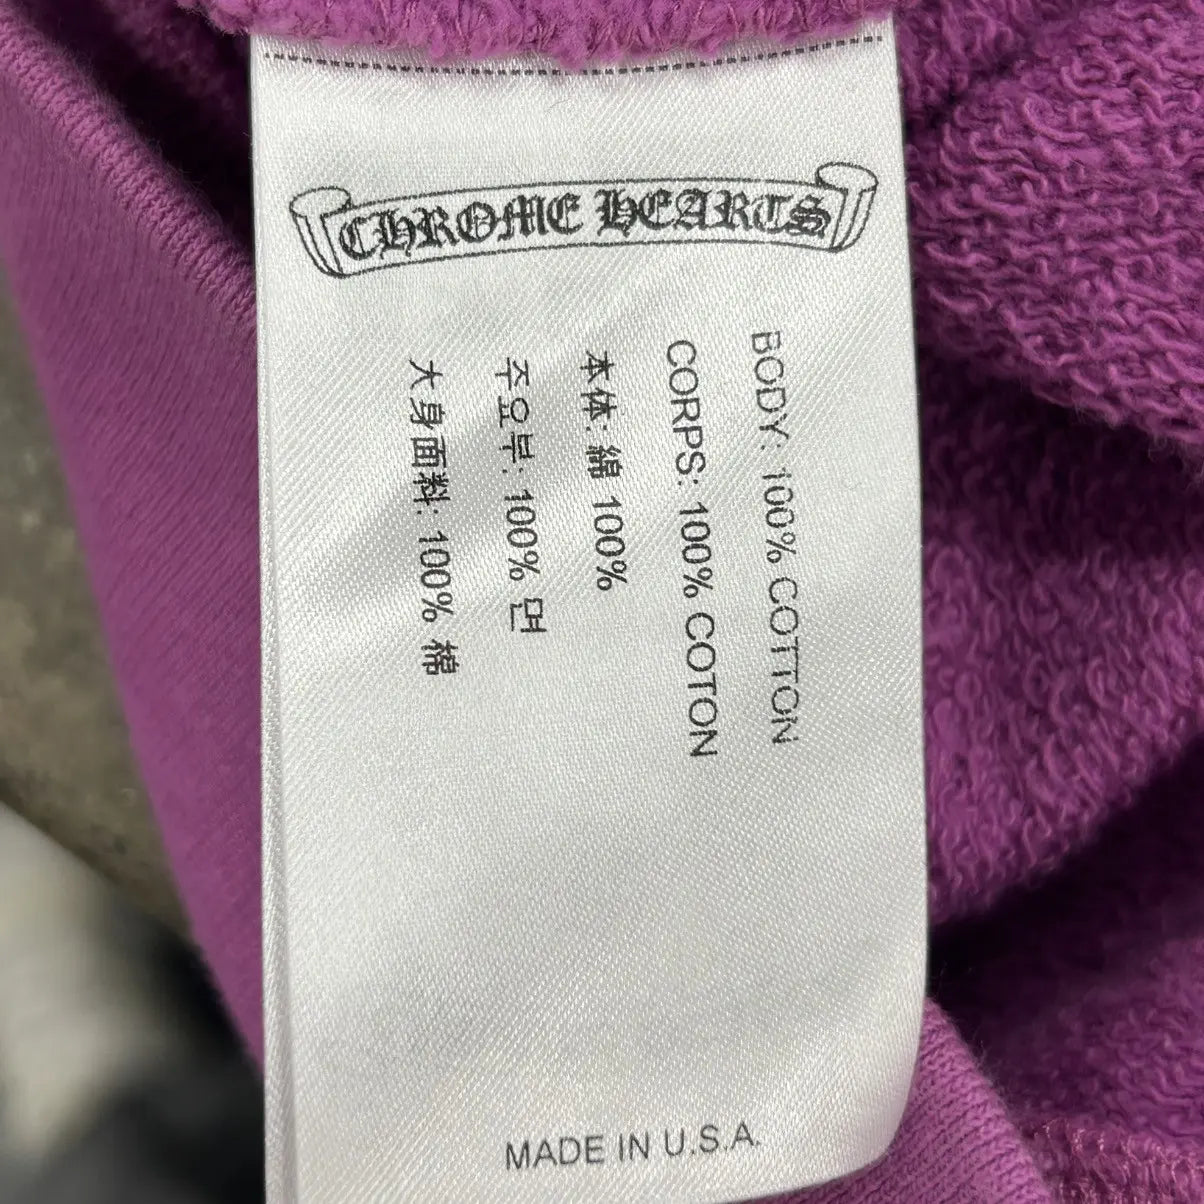 CHROME HEARTS
BODY: 100% COTTON
CORPS: 100% COTON
本体: 綿 100%
주요부: 100% 면
大身面料: 100% 棉
MADE IN U.S.A.